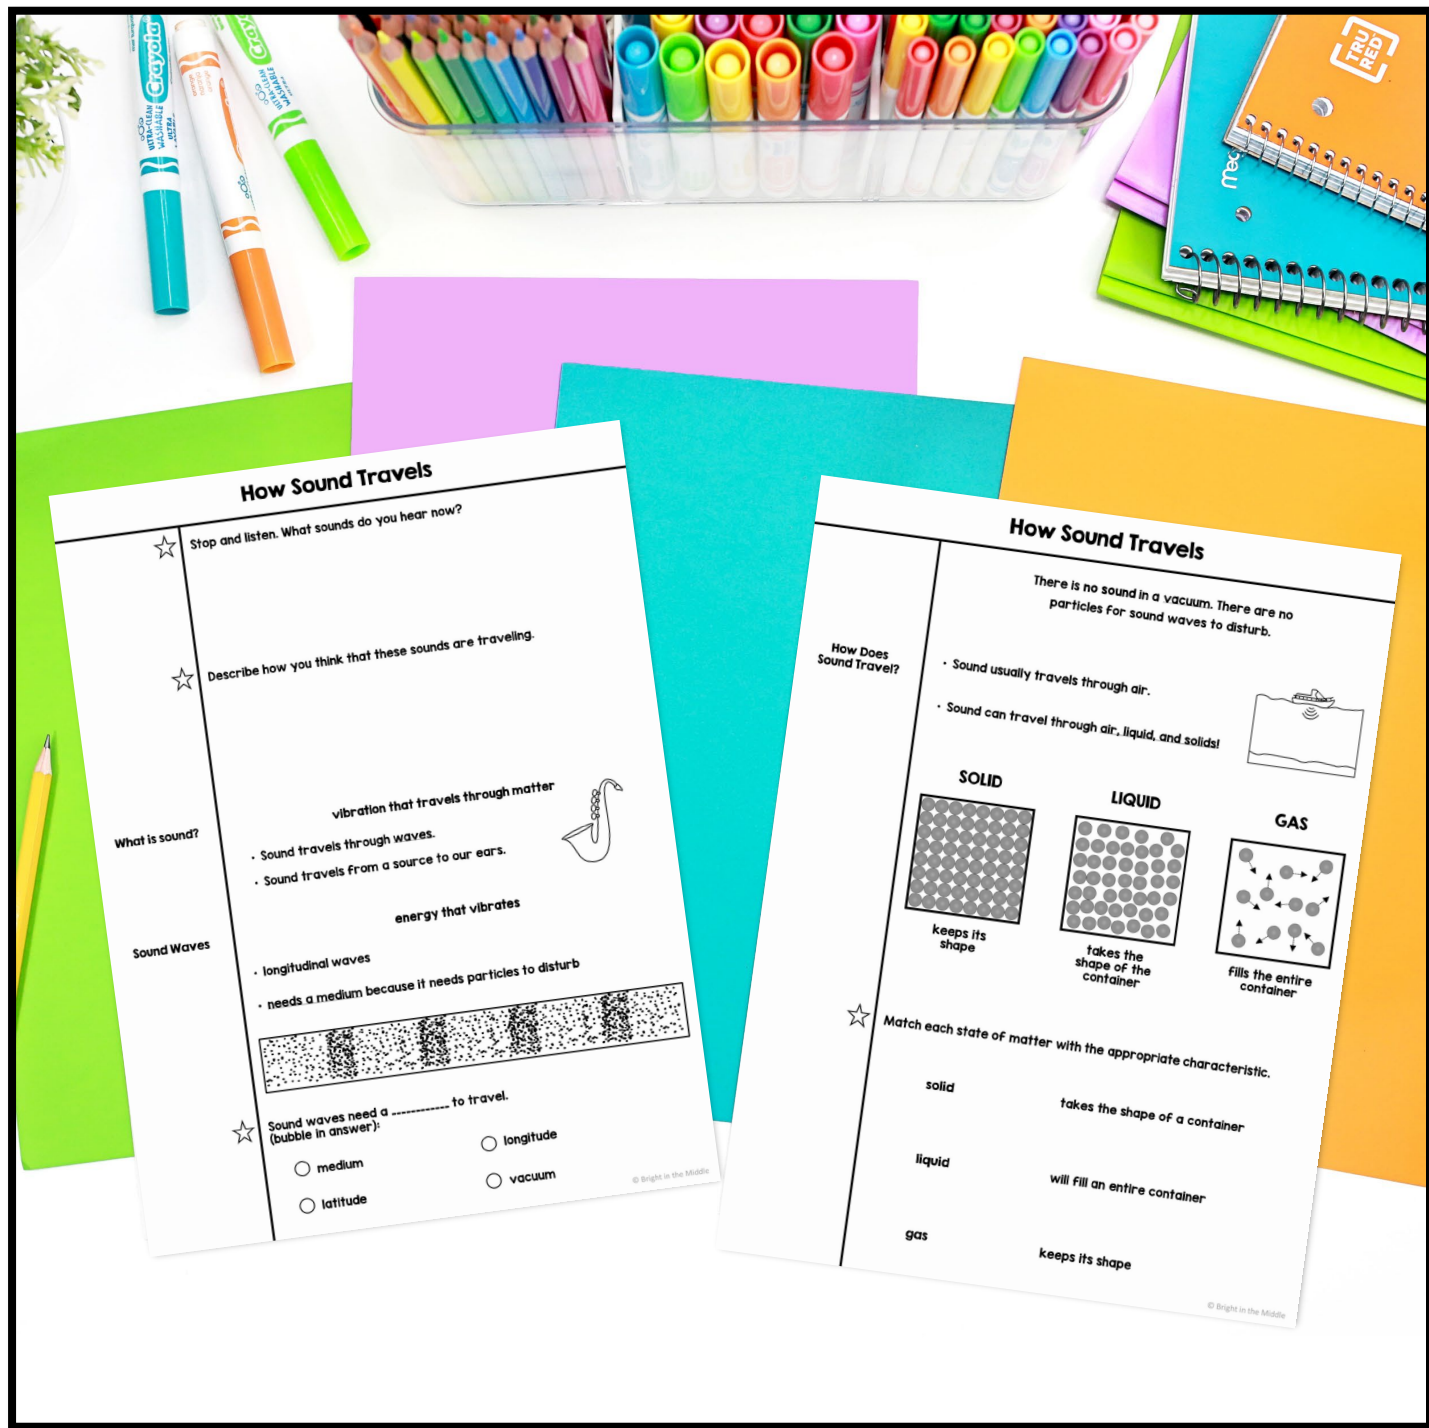 Crayola
ULTRA-CLEAN
WASHABLE
ULTRA-CLEAN
WASHABLE
TRU
RED
How Sound Travels
Stop and listen. What sounds do you hear now?
Describe how you think that these sounds are traveling.
What is sound?
vibration that travels through matter
· Sound travels through waves.
· Sound travels from a source to our ears.
Sound Waves
energy that vibrates
· longitudinal waves
· needs a medium because it needs particles to disturb
Sound waves need a ___________ to travel.
(bubble in answer):
medium
longitude
latitude
vacuum
© Bright in the Middle
How Sound Travels
There is no sound in a vacuum. There are no
particles for sound waves to disturb.
How Does
Sound Travel?
· Sound usually travels through air.
· Sound can travel through air, liquid, and solids!
SOLID
LIQUID
GAS
keeps its
shape
takes the
shape of the
container
fills the entire
container
Match each state of matter with the appropriate characteristic.
solid
takes the shape of a container
liquid
will fill an entire container
gas
keeps its shape
© Bright in the Middle